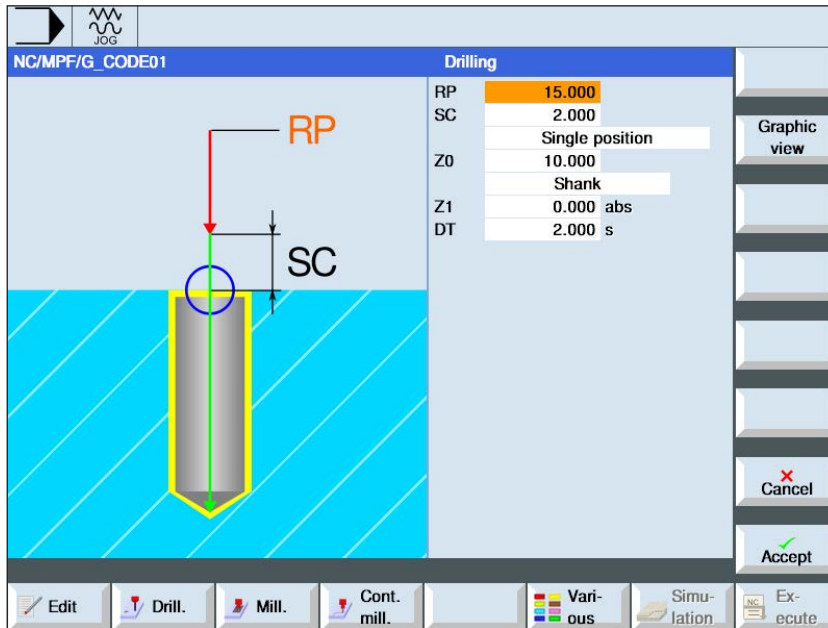 JOG
NC/MPF/G_CODE01
Drilling
RP
SC
RP 15.000
SC 2.000
Single position
Z0 10.000
Shank
Z1 0.000 abs
DT 2.000 s
Graphic
view
Cancel
Accept
Edit
Drill.
Mill.
Cont.
mill.
Vari-
ous
Simu-
lation
NC
Ex-
ecute